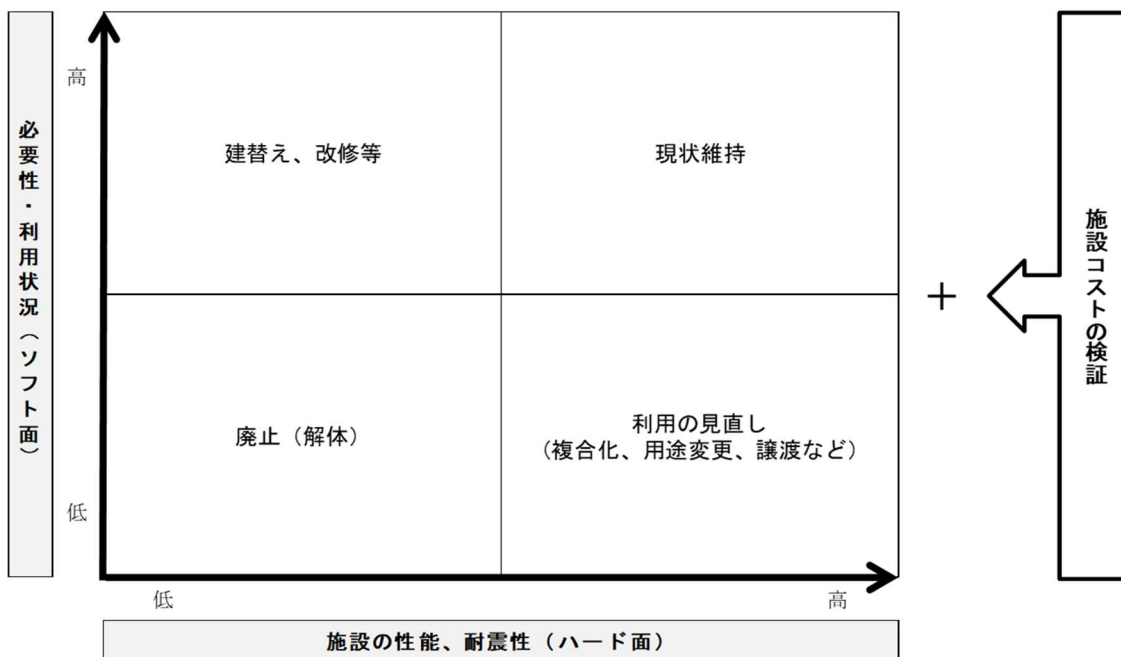 必要性・利用状況（ソフト面）
高
低
建替え、改修等
現状維持
廃止（解体）
利用の見直し
（複合化、用途変更、譲渡など）
低
高
施設の性能、耐震性（ハード面）
＋
施設コストの検証